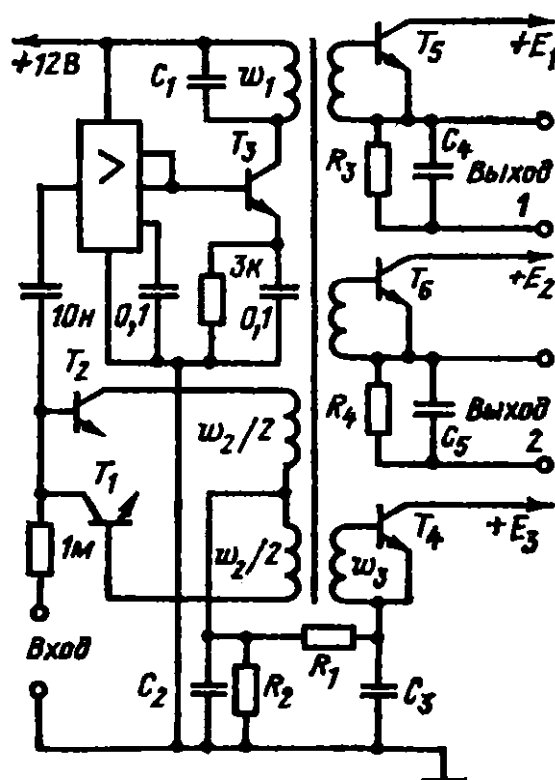 +12В
C1
w1
T5
+E1
>
T3
R3
C4
Выход
1
3к
10н
0,1
0,1
T6
+E2
T2
w2/2
R4
C5
Выход
2
T1
1м
w2/2
w3
T4
+E3
Вход
C2
R2
R1
C3